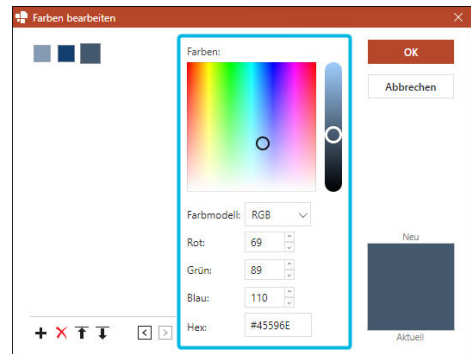 Farben bearbeiten
Farben:
OK
Abbrechen
Farbmodell: RGB
Rot: 69
Grün: 89
Blau: 110
Hex: #45596E
Neu
Aktuell